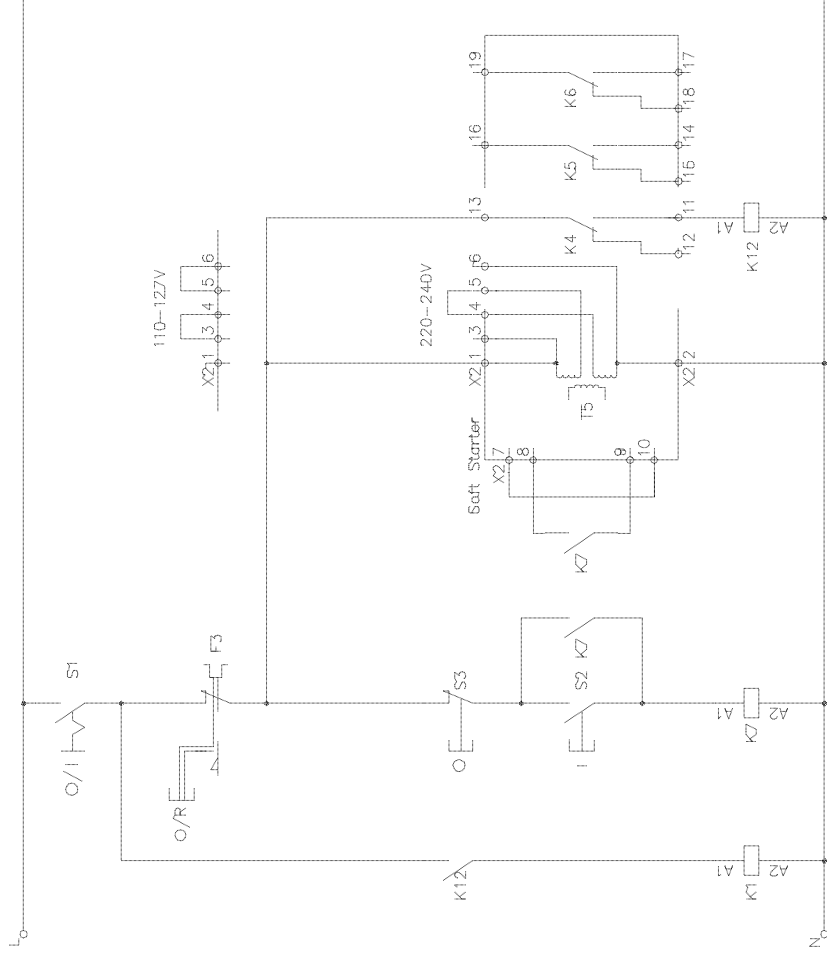 19
17
K6
18
16
14
K5
15
13
11
K4
12
A1
A2
K12
110-127V
X2
1
3
4
5
6
220-240V
X2
1
3
4
5
6
X2
2
T5
Soft Starter
X2
7
8
9
10
K7
S1
O/I
F3
O/R
S3
O
K7
S2
I
A1
A2
K7
K12
A1
A2
K1
L
N